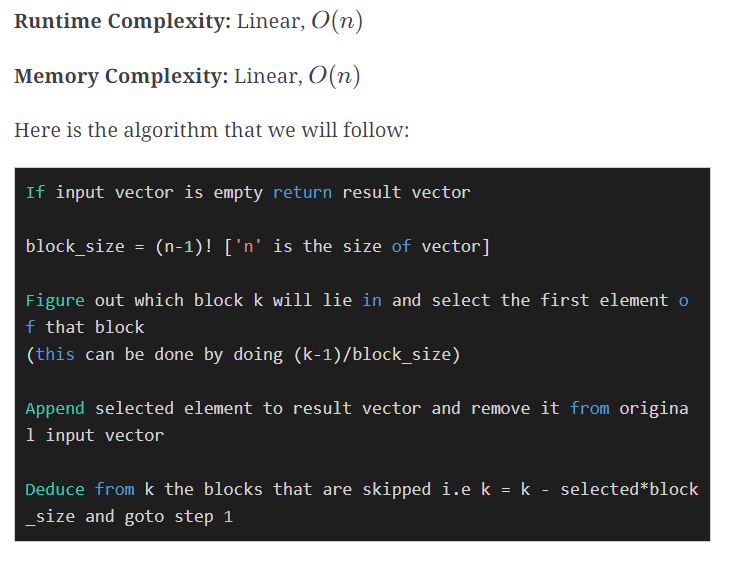 Runtime Complexity: Linear, O(n)
Memory Complexity: Linear, O(n)
Here is the algorithm that we will follow:
If input vector is empty return result vector
block_size = (n-1)! ['n' is the size of vector]
Figure out which block k will lie in and select the first element o
f that block
(this can be done by doing (k-1)/block_size)
Append selected element to result vector and remove it from origina
l input vector
Deduce from k the blocks that are skipped i.e k = k - selected*block
_size and goto step 1